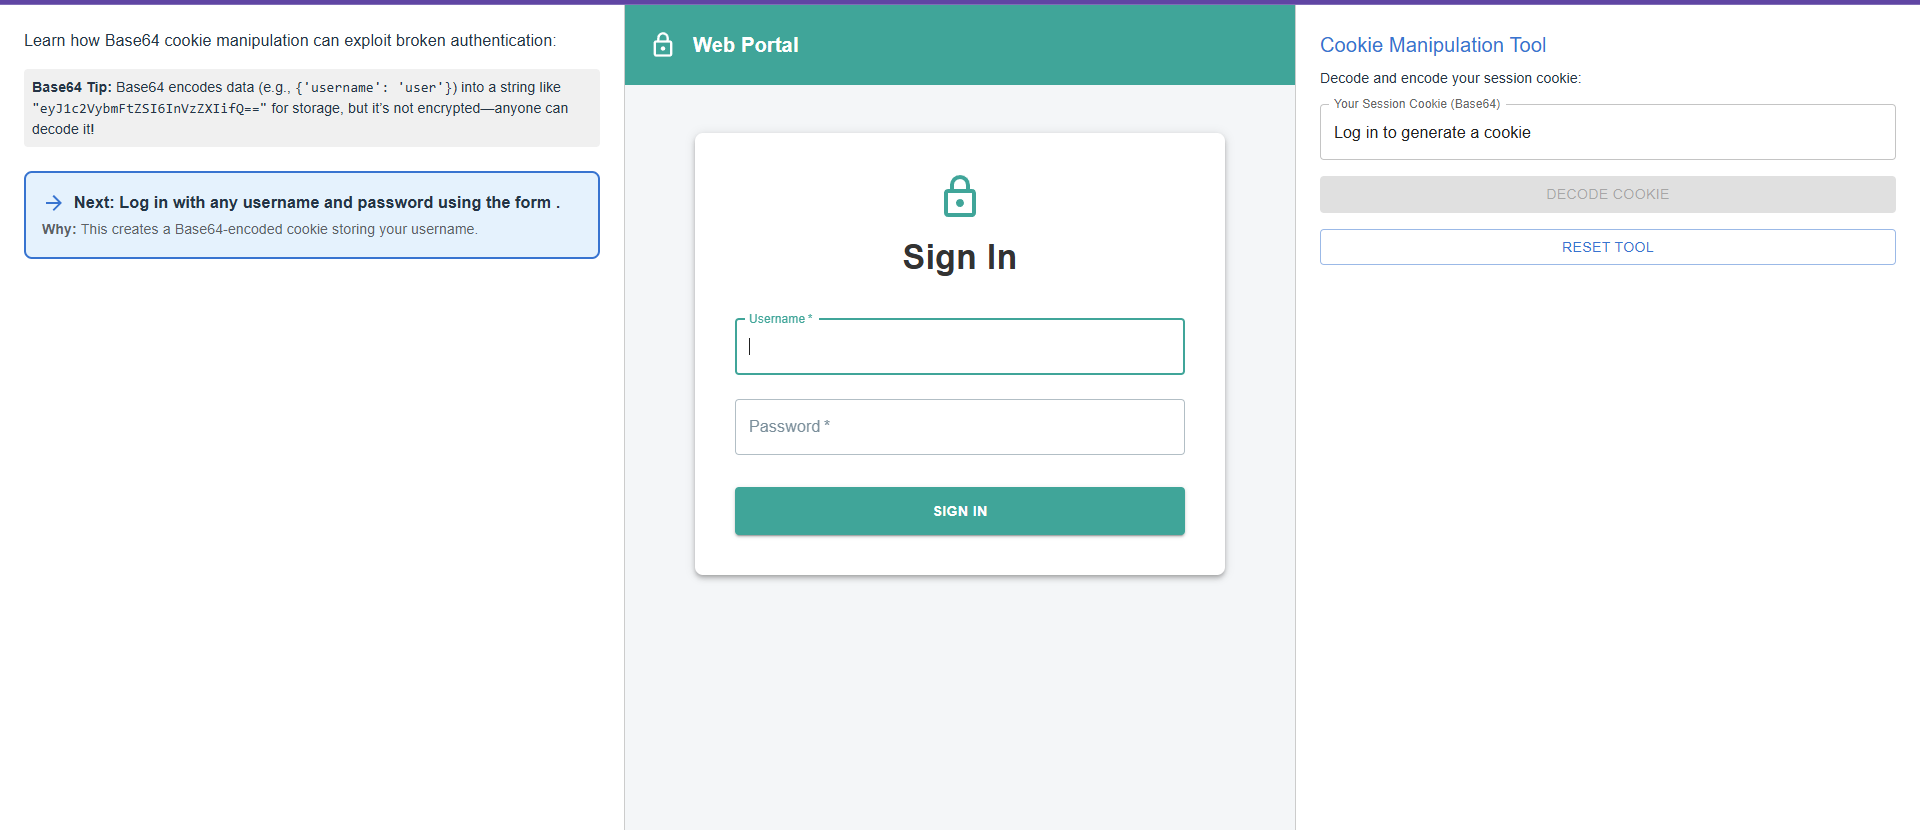 Learn how Base64 cookie manipulation can exploit broken authentication:
Base64 Tip: Base64 encodes data (e.g., {'username': 'user'}) into a string like
"eyJ1c2VybmFtZSI6InVzZXIifQ==" for storage, but it’s not encrypted—anyone can
decode it!
Next: Log in with any username and password using the form .
Why: This creates a Base64-encoded cookie storing your username.
Web Portal
Sign In
Username *
Password *
SIGN IN
Cookie Manipulation Tool
Decode and encode your session cookie:
Your Session Cookie (Base64)
Log in to generate a cookie
DECODE COOKIE
RESET TOOL